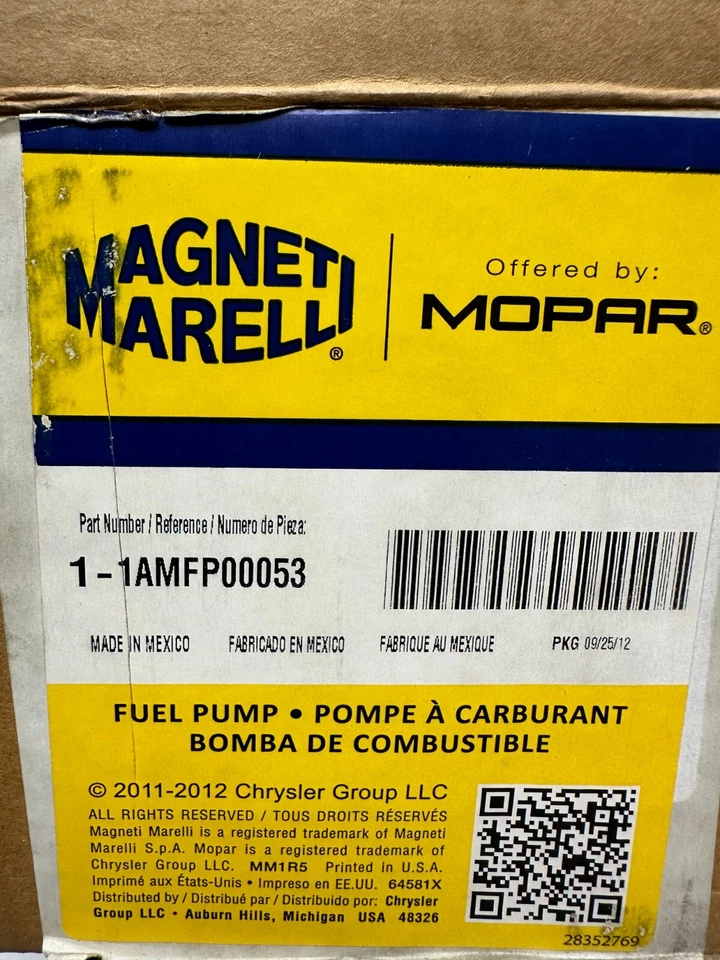 MAGNETI
MARELLI®
Offered by:
MOPAR®
Part Number / Reference / Numero de Pieza:
1-1AMFP00053
MADE IN MEXICO FABRICADO EN MEXICO FABRIQUE AU MEXIQUE PKG 09/25/12
FUEL PUMP • POMPE À CARBURANT
BOMBA DE COMBUSTIBLE
© 2011-2012 Chrysler Group LLC
ALL RIGHTS RESERVED / TOUS DROITS RÉSERVÉS
Magneti Marelli is a registered trademark of Magneti
Marelli S.p.A. Mopar is a registered trademark of
Chrysler Group LLC. MM1R5 Printed in U.S.A.
Imprimé aux États-Unis • Impreso en EE.UU. 64581X
Distributed by / Distribué par / Distribuido por: Chrysler
Group LLC • Auburn Hills, Michigan USA 48326
28352769